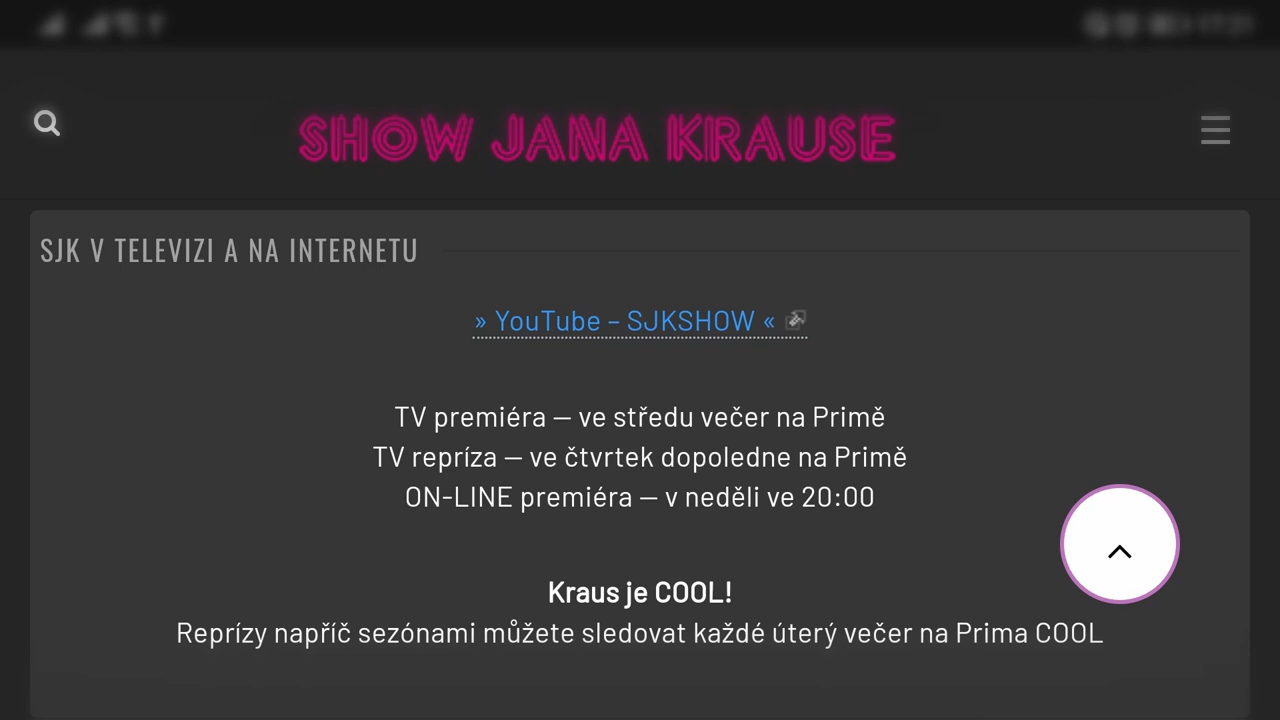 SHOW JANA KRAUSE
SJK V TELEVIZI A NA INTERNETU
» YouTube – SJKSHOW «
TV premiéra — ve středu večer na Primě
TV repríza — ve čtvrtek dopoledne na Primě
ON-LINE premiéra — v neděli ve 20:00
Kraus je COOL!
Reprízy napříč sezónami můžete sledovat každé úterý večer na Prima COOL